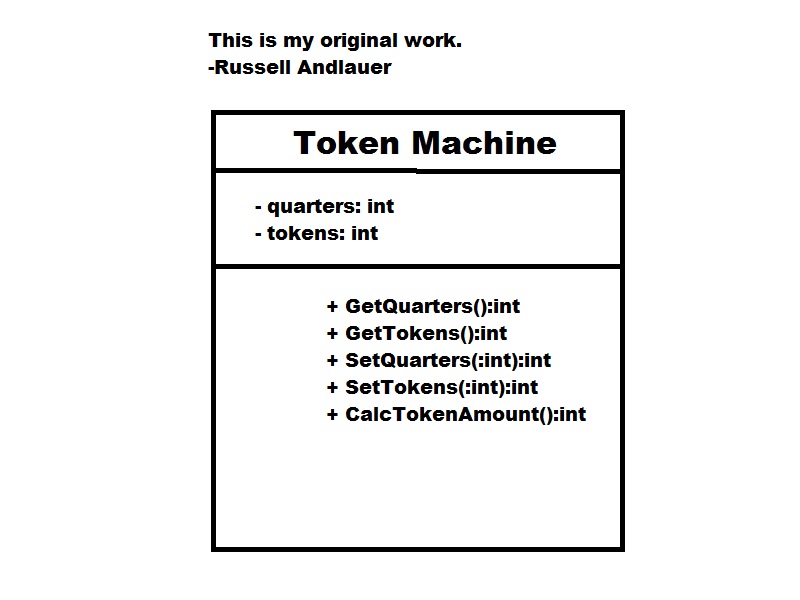 This is my original work.
-Russell Andlauer
Token Machine
- quarters: int
- tokens: int
+ GetQuarters():int
+ GetTokens():int
+ SetQuarters(:int):int
+ SetTokens(:int):int
+ CalcTokenAmount():int